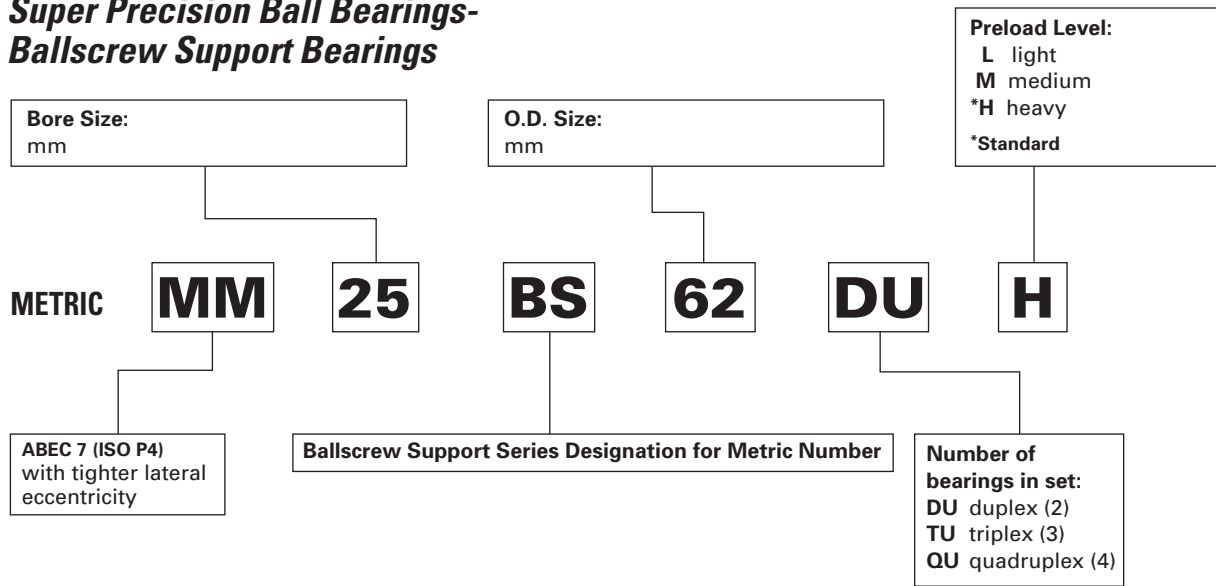 Super Precision Ball Bearings-
Ballscrew Support Bearings
Preload Level:
L light
M medium
*H heavy
*Standard
Bore Size:
mm
O.D. Size:
mm
METRIC MM 25 BS 62 DU H
ABEC 7 (ISO P4)
with tighter lateral
eccentricity
Ballscrew Support Series Designation for Metric Number
Number of
bearings in set:
DU duplex (2)
TU triplex (3)
QU quadruplex (4)